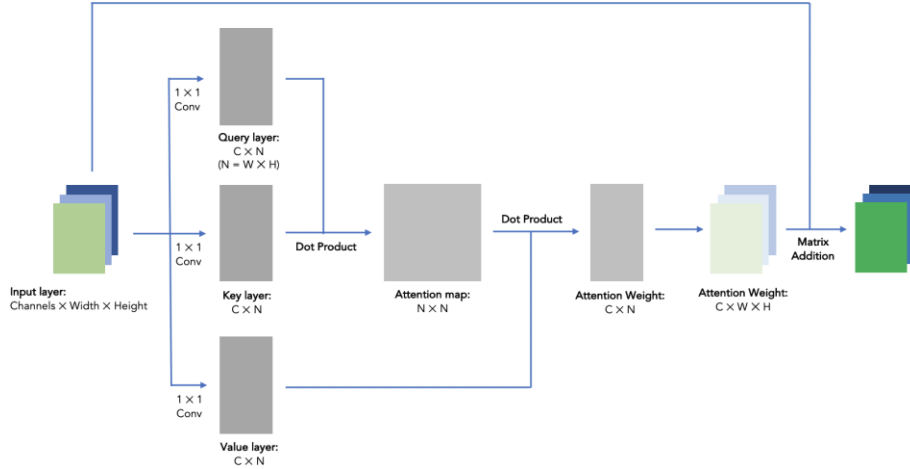 1 × 1
Conv
Query layer:
C × N
(N = W × H)
Input layer:
Channels × Width × Height
1 × 1
Conv
Key layer:
C × N
Dot Product
Attention map:
N × N
Dot Product
Attention Weight:
C × N
Attention Weight:
C × W × H
Matrix
Addition
1 × 1
Conv
Value layer:
C × N